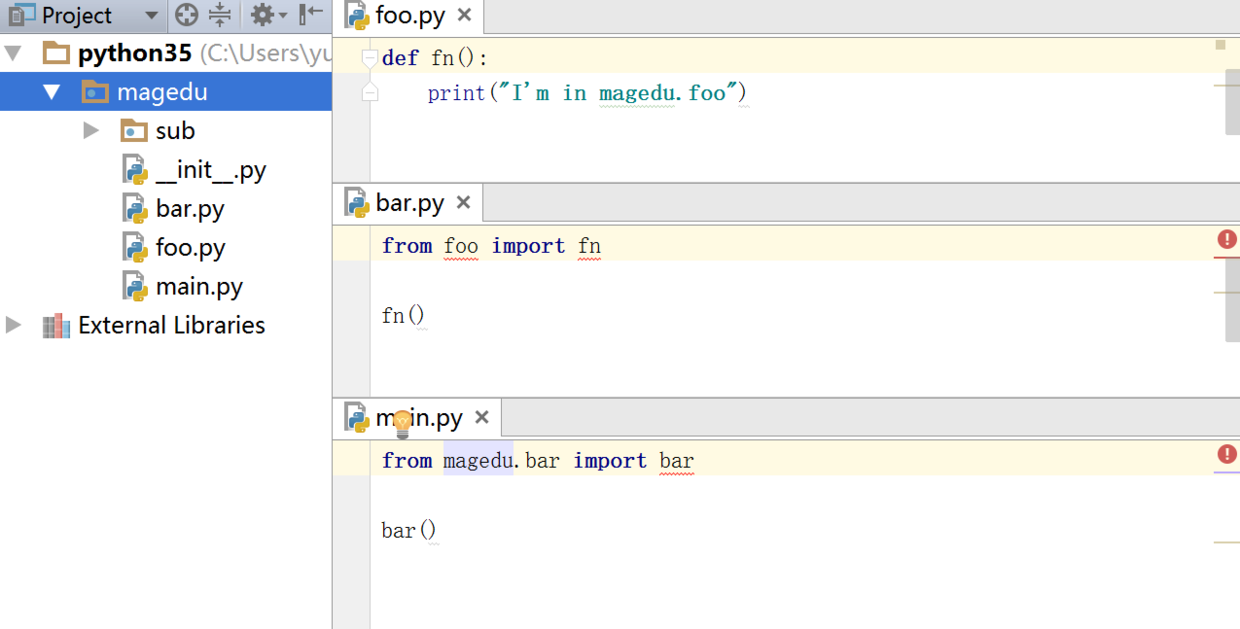 Project
python35 (C:\Users\yu
magedu
sub
__init__.py
bar.py
foo.py
main.py
External Libraries
foo.py
def fn():
print("I'm in magedu.foo")
bar.py
from foo import fn
fn()
main.py
from magedu.bar import bar
bar()